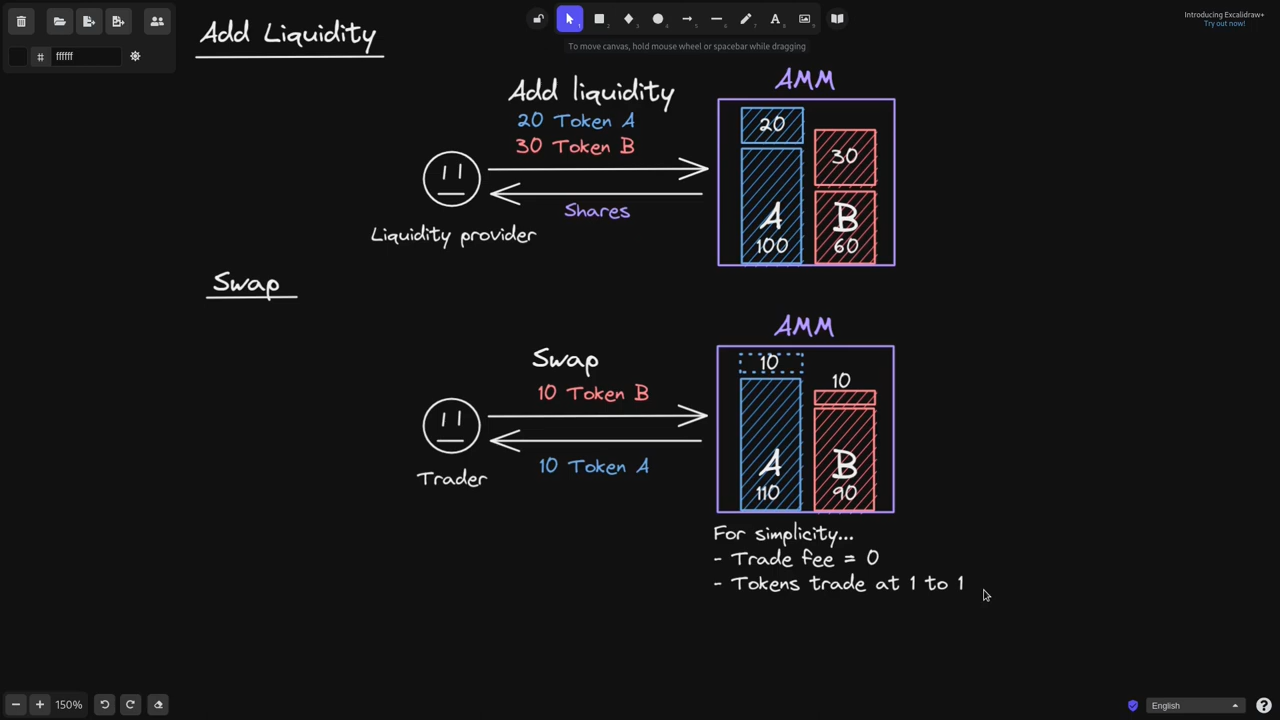 Introducing Excalidraw+
Try out now!
# ffffff
To move canvas, hold mouse wheel or spacebar while dragging
Add Liquidity
Add liquidity
20 Token A
30 Token B
Shares
Liquidity provider
AMM
20
30
A
100
B
60
Swap
Swap
10 Token B
10 Token A
Trader
AMM
10
10
A
110
B
90
For simplicity...
- Trade fee = 0
- Tokens trade at 1 to 1
150%
English